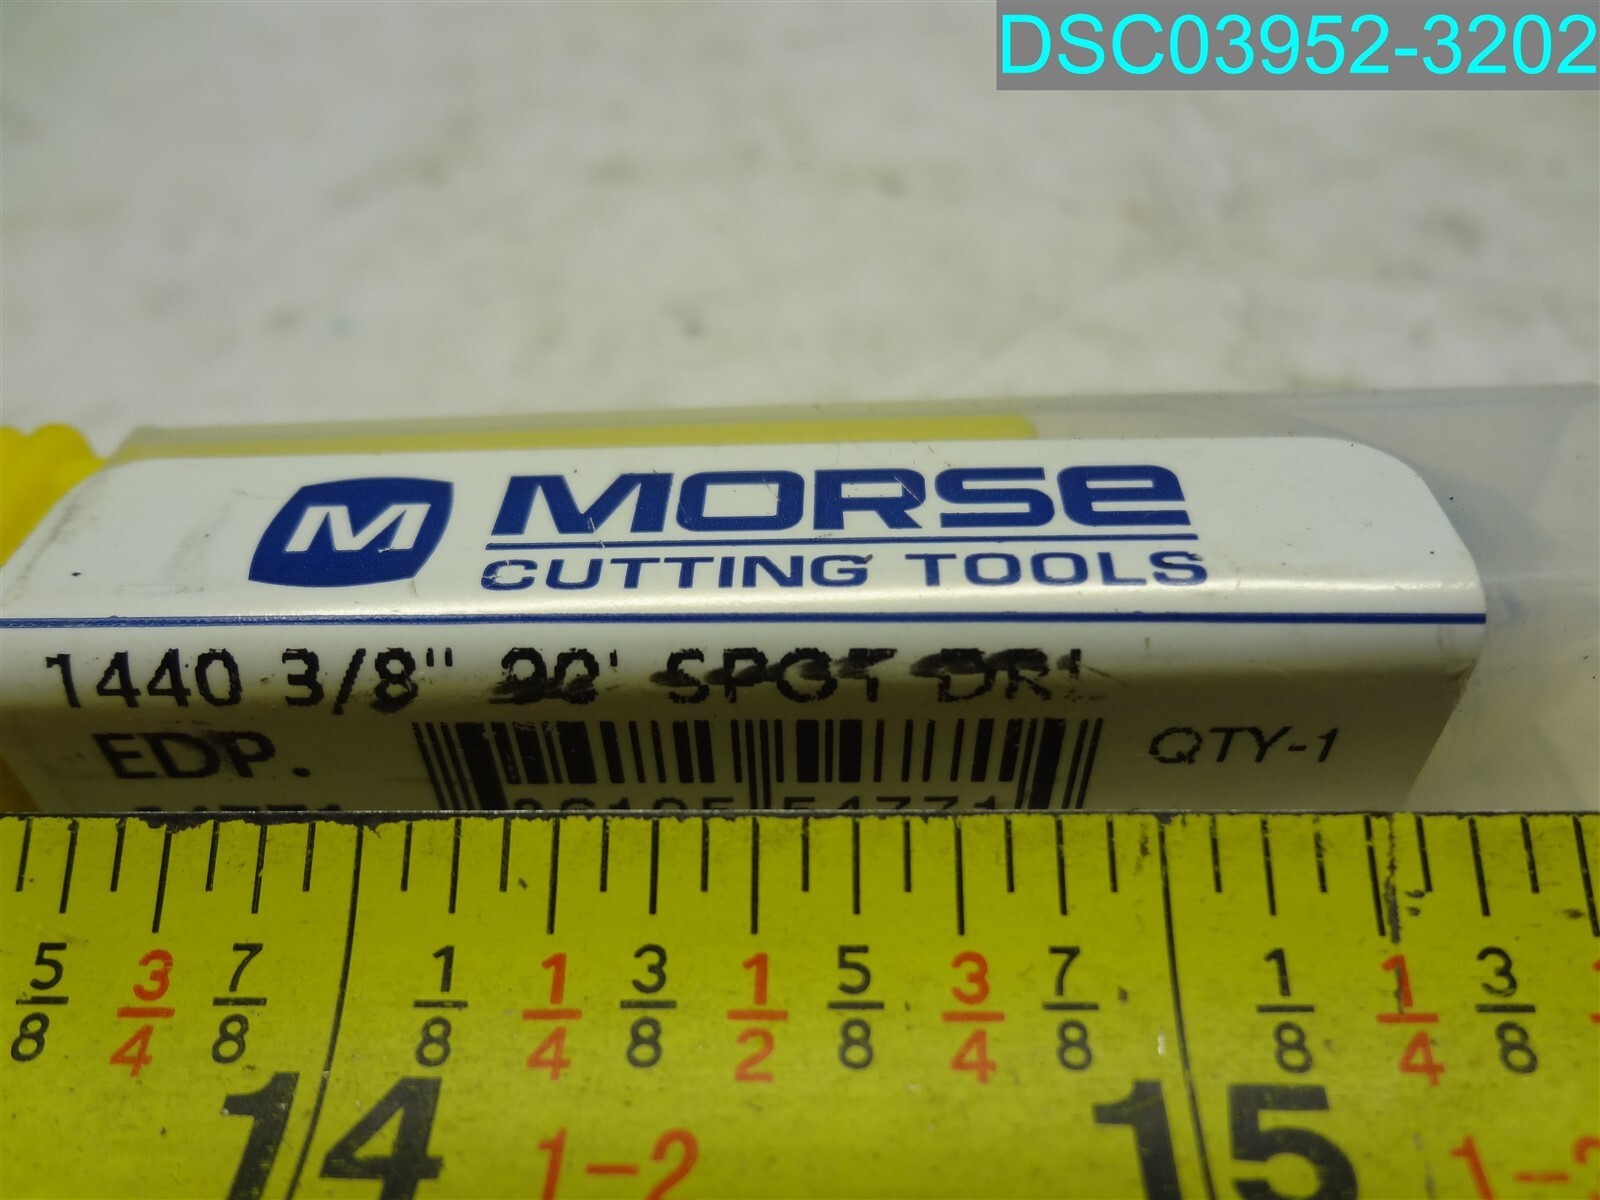 DSC03952-3202
M MORSE
CUTTING TOOLS
1440 3/8" 90' SPOT DRL
EDP.
QTY-1
54771
5/8 3/4 7/8 1/8 1/4 3/8 1/2 5/8 3/4 7/8 1/8 1/4 3/8
14 15
1-2